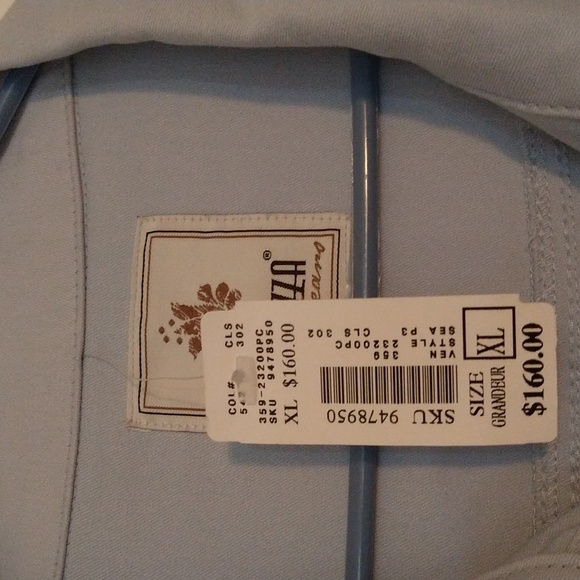 ZZA®
COL# CLS
302
359-23200PC
SKU 9478950
XL $160.00
VEN 359
STYLE 23200PC
SEA P3 CLS 302
SKU 9478950
SIZE XL
GRANDEUR
$160.00